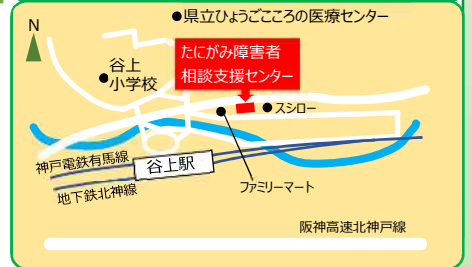 ●県立ひょうごこころの医療センター
N
たにがみ障害者
相談支援センター
谷上
小学校
スシロー
神戸電鉄有馬線
谷上駅
ファミリーマート
地下鉄北神線
阪神高速北神戸線